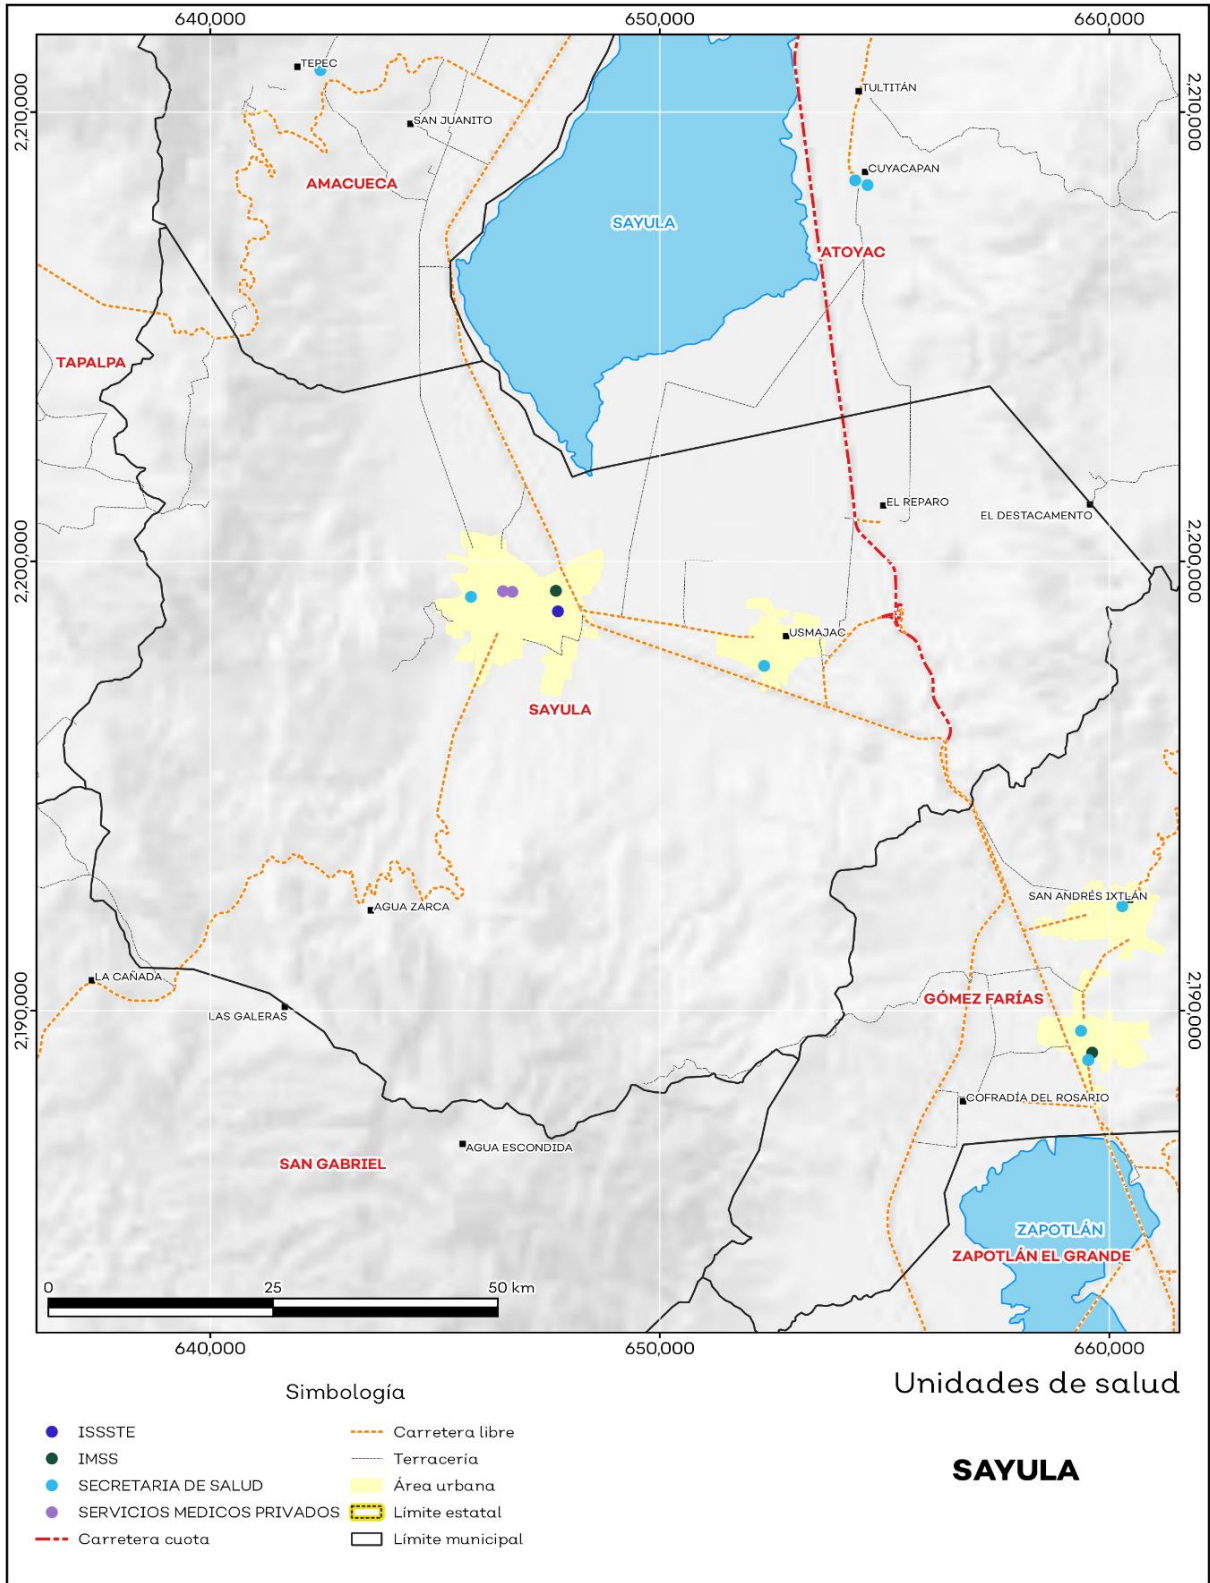 640,000
650,000
660,000
TEPEC
TULTITÁN
2,210,000
2,210,000
SAN JUANITO
CUYACAPAN
AMACUECA
SAYULA
ATOYAC
TAPALPA
EL REPARO
EL DESTACAMENTO
2,200,000
2,200,000
USMAJAC
SAYULA
SAN ANDRÉS IXTLÁN
AGUA ZARCA
LA CAÑADA
GÓMEZ FARÍAS
LAS GALERAS
2,190,000
2,190,000
COFRADÍA DEL ROSARIO
AGUA ESCONDIDA
SAN GABRIEL
ZAPOTLÁN
ZAPOTLÁN EL GRANDE
0 25 50 km
640,000
650,000
660,000
Unidades de salud
SAYULA
Simbología
ISSSTE
IMSS
SECRETARIA DE SALUD
SERVICIOS MEDICOS PRIVADOS
Carretera cuota
Carretera libre
Terracería
Área urbana
Límite estatal
Límite municipal